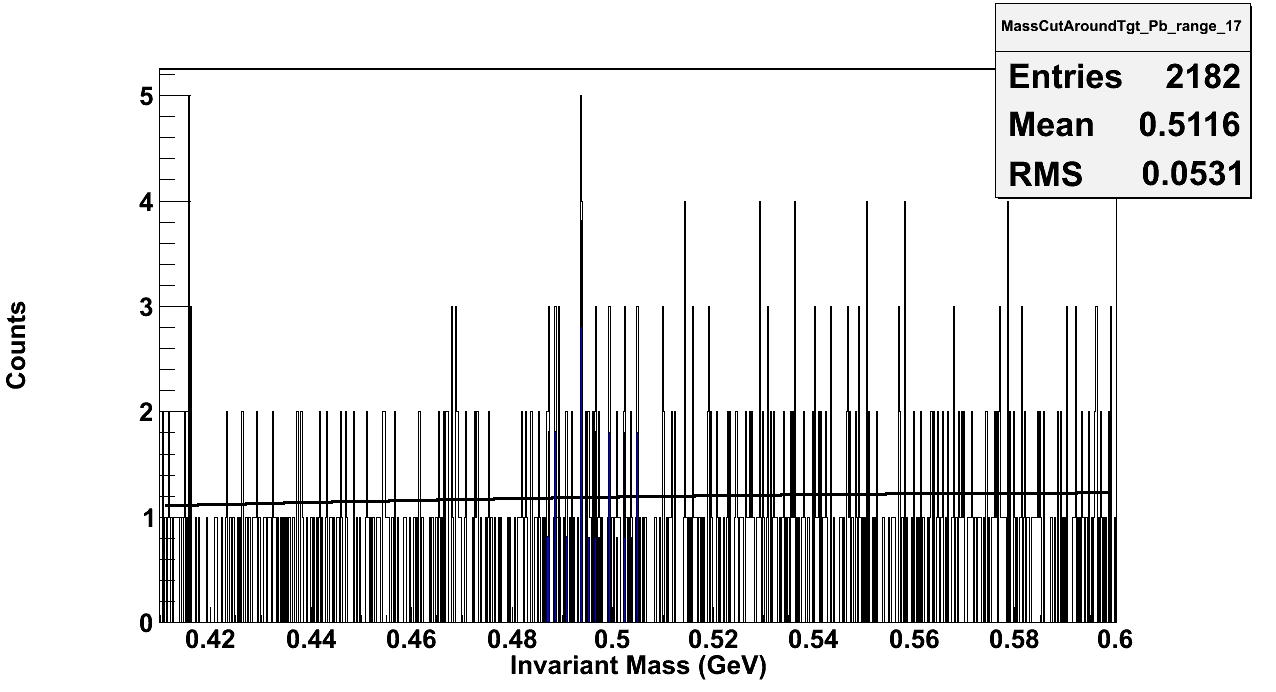 MassCutAroundTgt_Pb_range_17
Entries 2182
Mean 0.5116
RMS 0.0531
Counts
5
4
3
2
1
0
0.42 0.44 0.46 0.48 0.5 0.52 0.54 0.56 0.58 0.6
Invariant Mass (GeV)